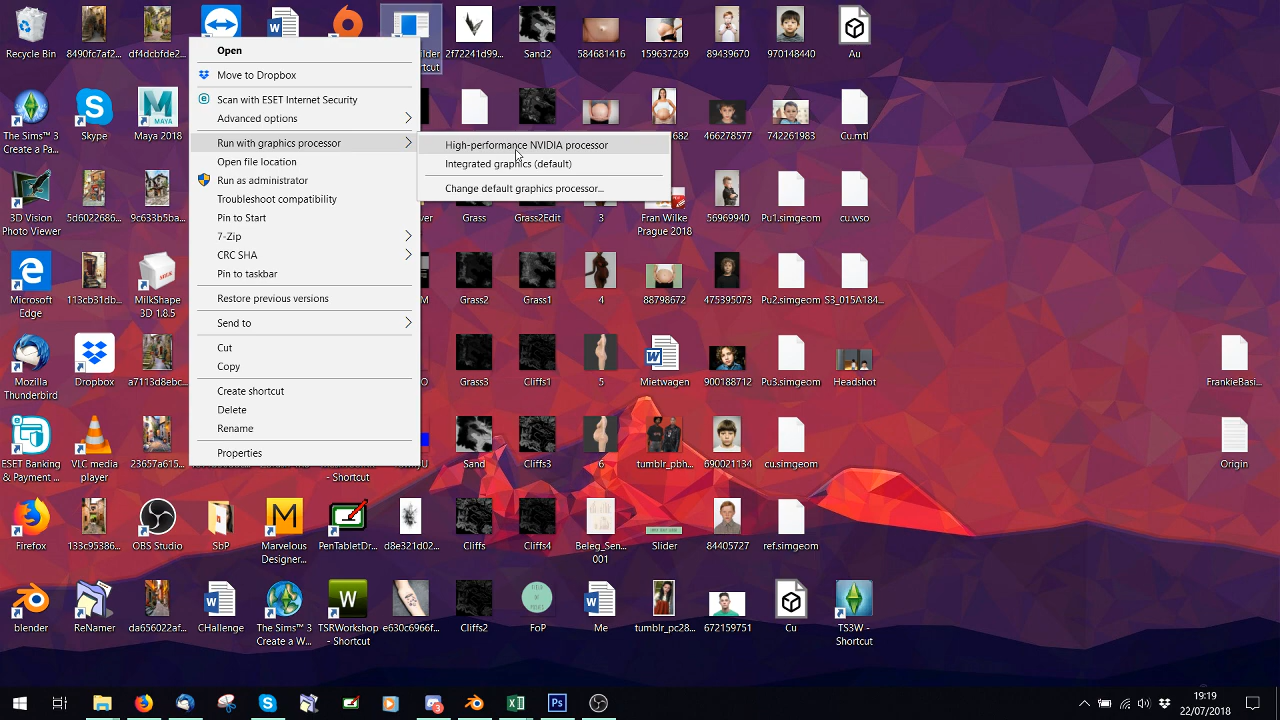 Recycle Bin
8490fc7af2...
df4dcbfde2...
ilder
rtcut
2f72241d99...
Sand2
584681416
159637269
89439670
970148440
Au
Open
Move to Dropbox
Scan with ESET Internet Security
Advanced options
Run with graphics processor
Open file location
Run as administrator
Troubleshoot compatibility
Pin to Start
7-Zip
CRC SHA
Pin to taskbar
Restore previous versions
Send to
Cut
Copy
Create shortcut
Delete
Rename
Properties
High-performance NVIDIA processor
Integrated graphics (default)
Change default graphics processor...
The Sims™ 3
Create a Pa...
Skype
Maya 2018
682
466278577
742261983
Cu.mtl
3D Vision
Photo Viewer
5d6022686...
9c633b5ba...
ver
Grass
Grass2Edit
3
Fran Wilke
Prague 2018
56969940
Pu1.simgeom
cu.wso
Microsoft
Edge
113cb31db...
MilkShape
3D 1.8.5
M
Grass2
Grass1
4
88798672
475395073
Pu2.simgeom
S3_015A184...
Mozilla
Thunderbird
Dropbox
a7113d8ebc...
O
Grass3
Cliffs1
5
Mietwagen
900188712
Pu3.simgeom
Headshot
FrankieBasi...
ESET Banking
& Payment ...
VLC media
player
23657a615...
- Shortcut
U
Sand
Cliffs3
6
tumblr_pbh...
690021134
cu.simgeom
Origin
Firefox
133c95386...
OBS Studio
SbP
Marvelous
Designer...
PenTabletDr...
d8e321d02...
Cliffs
Cliffs4
Beleg_Sen...
001
Slider
84405727
ref.simgeom
blender
ReNamer
da656022af...
CHallenge
The Sims™ 3
Create a W...
TSRWorkshop
- Shortcut
e630c6966f...
Cliffs2
FoP
Me
tumblr_pc28...
672159751
Cu
TS3W -
Shortcut
19:19
22/07/2018